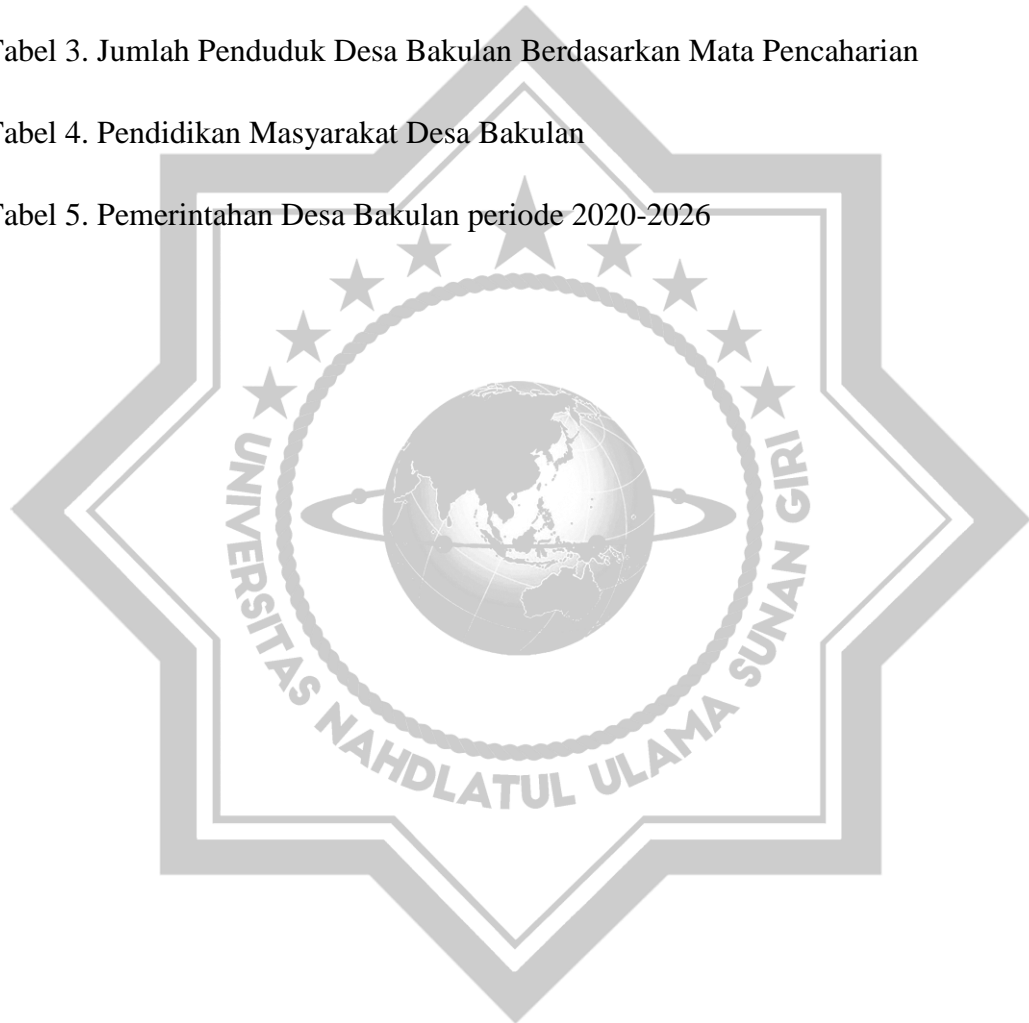 Tabel 3. Jumlah Penduduk Desa Bakulan Berdasarkan Mata Pencaharian
Tabel 4. Pendidikan Masyarakat Desa Bakulan
Tabel 5. Pemerintahan Desa Bakulan periode 2020-2026
UNIVERSITAS NAHDLATUL ULAMA SUNAN GIRI